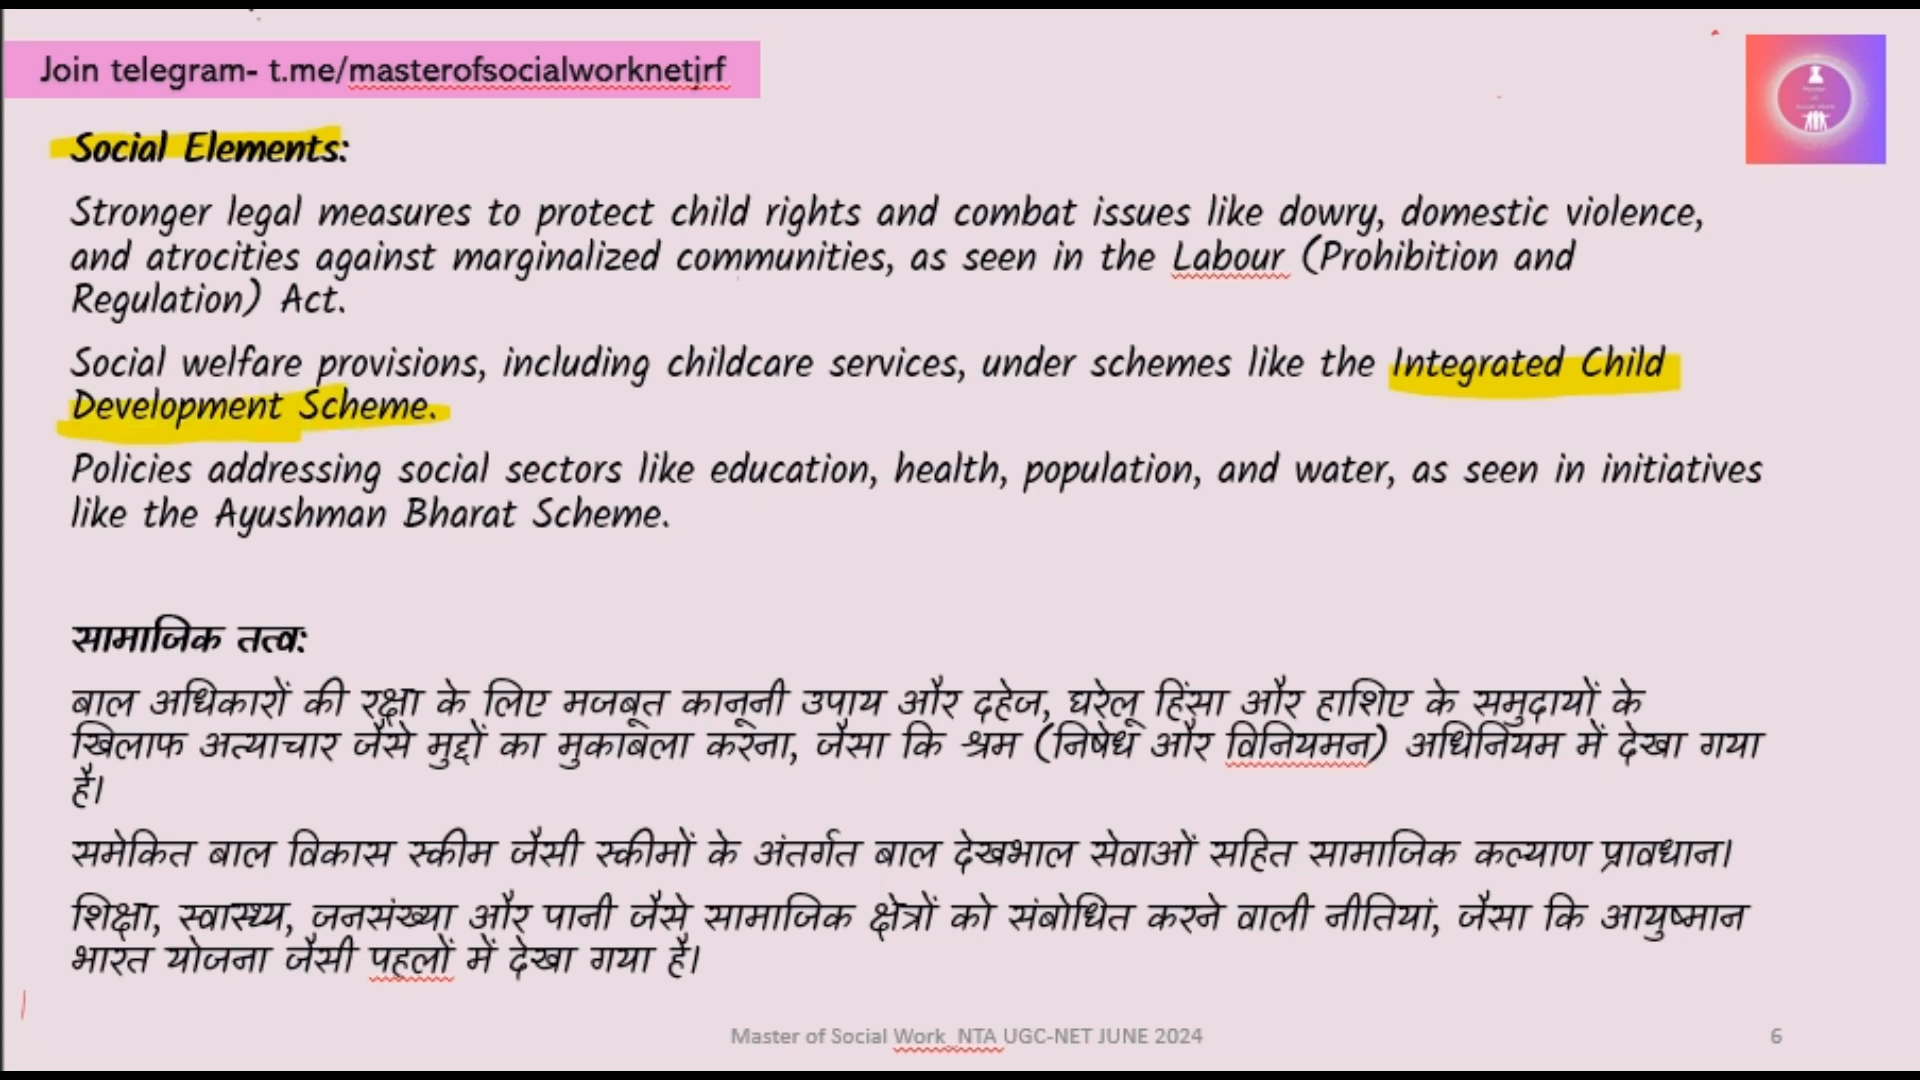 Join telegram- t.me/masterofsocialworknetjrf
Social Elements:
Stronger legal measures to protect child rights and combat issues like dowry, domestic violence,
and atrocities against marginalized communities, as seen in the Labour (Prohibition and
Regulation) Act.
Social welfare provisions, including childcare services, under schemes like the Integrated Child
Development Scheme.
Policies addressing social sectors like education, health, population, and water, as seen in initiatives
like the Ayushman Bharat Scheme.
सामाजिक तत्व:
बाल अधिकारों की रक्षा के लिए मजबूत कानूनी उपाय और दहेज, घरेलू हिंसा और हाशिए के समुदायों के
खिलाफ अत्याचार जैसे मुद्दों का मुकाबला करना, जैसा कि श्रम (निषेध और विनियमन) अधिनियम में देखा गया
है।
समेकित बाल विकास स्कीम जैसी स्कीमों के अंतर्गत बाल देखभाल सेवाओं सहित सामाजिक कल्याण प्रावधान।
शिक्षा, स्वास्थ्य, जनसंख्या और पानी जैसे सामाजिक क्षेत्रों को संबोधित करने वाली नीतियां, जैसा कि आयुष्मान
भारत योजना जैसी पहलों में देखा गया है।
Master of Social Work NTA UGC-NET JUNE 2024
6